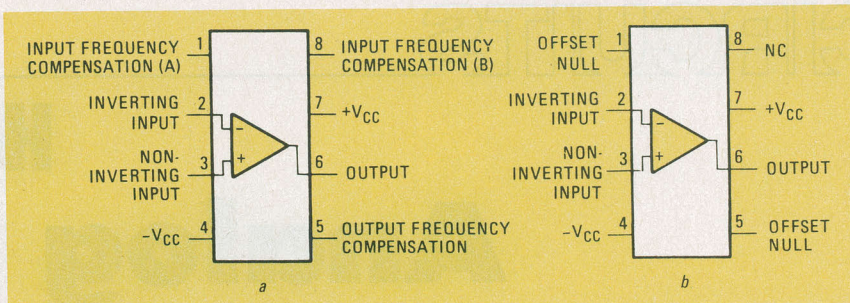 INPUT FREQUENCY
COMPENSATION (A)
1
8
INPUT FREQUENCY
COMPENSATION (B)
INVERTING
INPUT
2
7
+VCC
NON-
INVERTING
INPUT
3
6
OUTPUT
-VCC
4
5
OUTPUT FREQUENCY
COMPENSATION
-
+
a
OFFSET
NULL
1
8
NC
INVERTING
INPUT
2
7
+VCC
NON-
INVERTING
INPUT
3
6
OUTPUT
-VCC
4
5
OFFSET
NULL
-
+
b